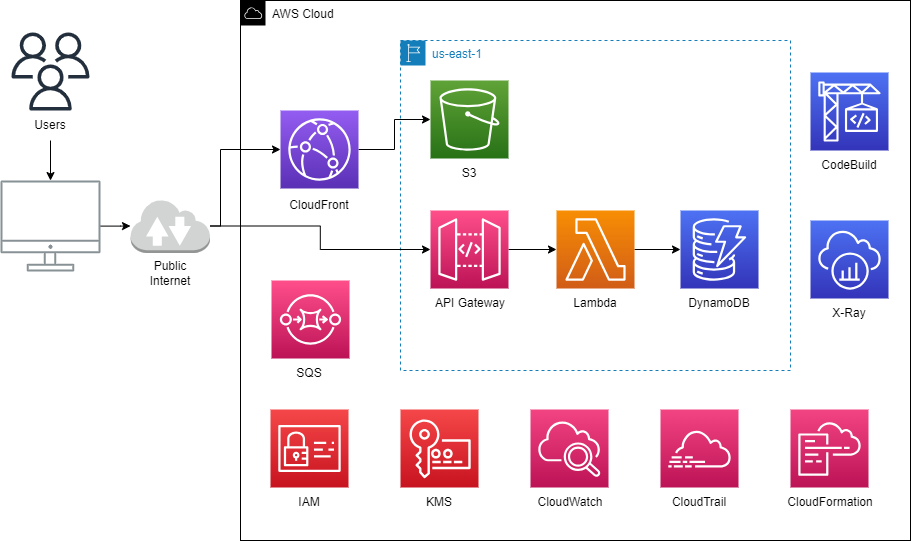 AWS Cloud
us-east-1
Users
S3
CodeBuild
CloudFront
Public
Internet
API Gateway
Lambda
DynamoDB
X-Ray
SQS
IAM
KMS
CloudWatch
CloudTrail
CloudFormation